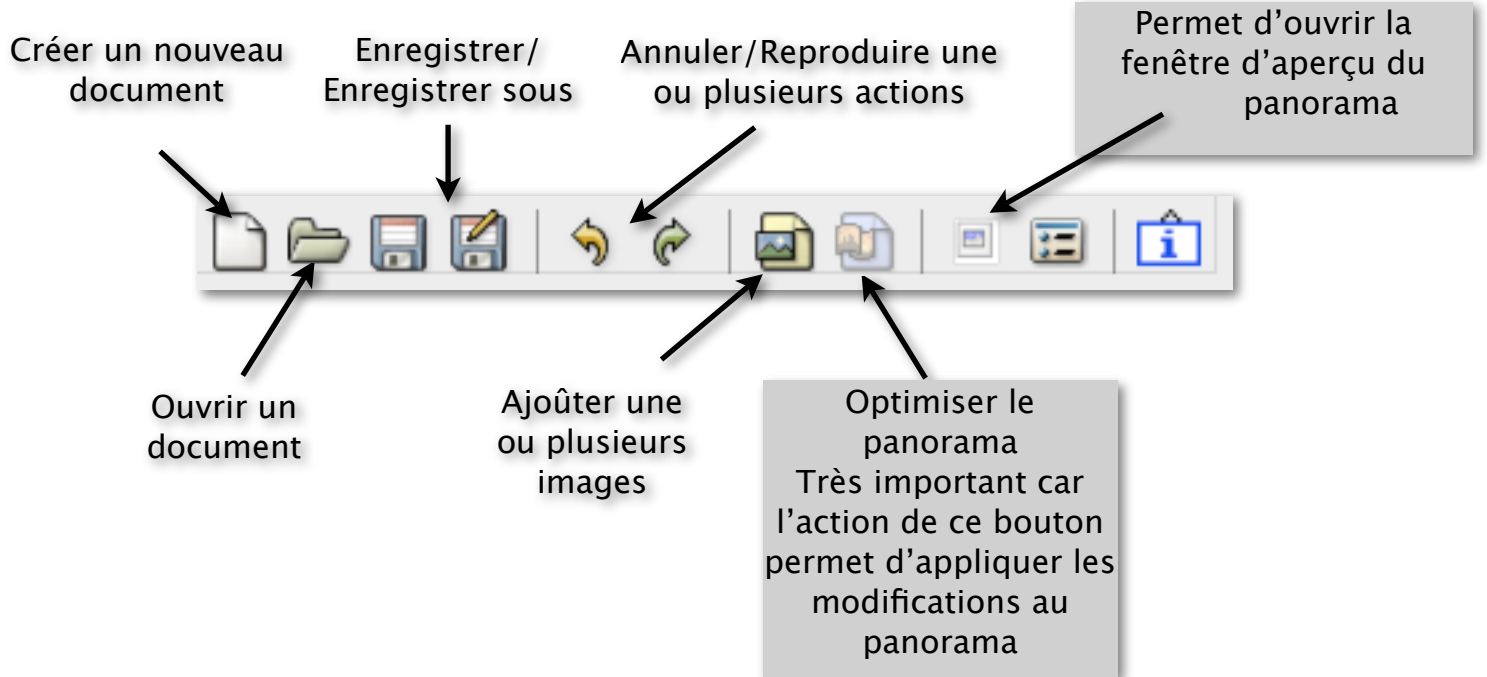 Créer un nouveau
document
Enregistrer/
Enregistrer sous
Annuler/Reproduire une
ou plusieurs actions
Permet d'ouvrir la
fenêtre d'aperçu du
panorama
i
Ouvrir un
document
Ajoûter une
ou plusieurs
images
Optimiser le
panorama
Très important car
l'action de ce bouton
permet d'appliquer les
modifications au
panorama